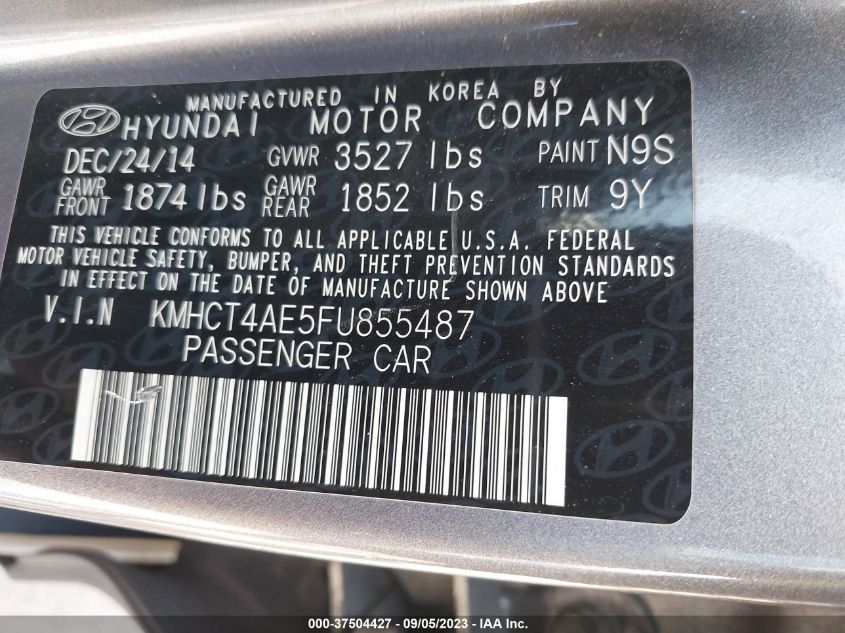 MANUFACTURED IN KOREA BY
HYUNDAI MOTOR COMPANY
DEC/24/14 GVWR 3527 lbs PAINT N9S
GAWR FRONT 1874 lbs GAWR REAR 1852 lbs TRIM 9Y
THIS VEHICLE CONFORMS TO ALL APPLICABLE U.S.A. FEDERAL
MOTOR VEHICLE SAFETY, BUMPER, AND THEFT PREVENTION STANDARDS
IN EFFECT ON THE DATE OF MANUFACTURE SHOWN ABOVE
V.I.N KMHCT4AE5FU855487
PASSENGER CAR
000-37504427 - 09/05/2023 - IAA Inc.